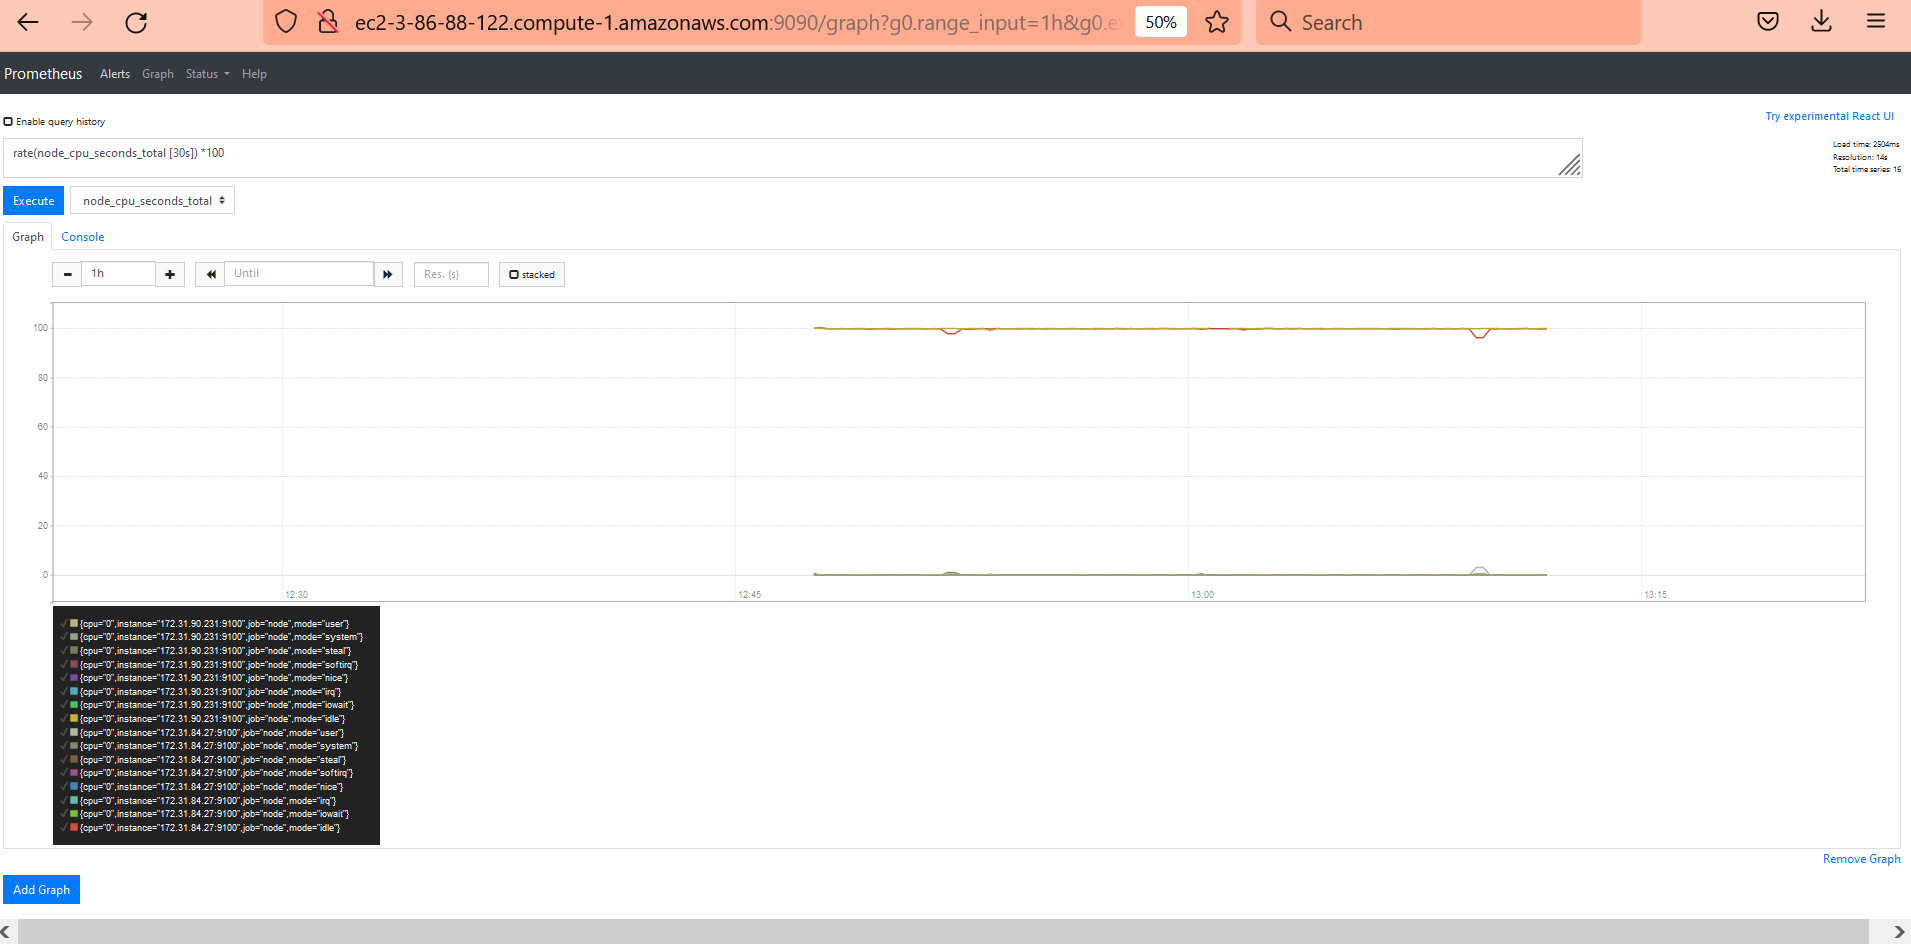 ec2-3-86-88-122.compute-1.amazonaws.com:9090/graph?g0.range_input=1h&g0.ex
50%
Search
Prometheus Alerts Graph Status Help
Enable query history
Try experimental React UI
rate(node_cpu_seconds_total [30s]) *100
Load time: 2504ms
Resolution: 14s
Total time series: 16
Execute node_cpu_seconds_total
Graph Console
1h Until Res. (s) stacked
100
80
60
40
20
0
12:30 12:45 13:00 13:15
{cpu="0",instance="172.31.90.231:9100",job="node",mode="user"}
{cpu="0",instance="172.31.90.231:9100",job="node",mode="system"}
{cpu="0",instance="172.31.90.231:9100",job="node",mode="steal"}
{cpu="0",instance="172.31.90.231:9100",job="node",mode="softirq"}
{cpu="0",instance="172.31.90.231:9100",job="node",mode="nice"}
{cpu="0",instance="172.31.90.231:9100",job="node",mode="irq"}
{cpu="0",instance="172.31.90.231:9100",job="node",mode="iowait"}
{cpu="0",instance="172.31.90.231:9100",job="node",mode="idle"}
{cpu="0",instance="172.31.84.27:9100",job="node",mode="user"}
{cpu="0",instance="172.31.84.27:9100",job="node",mode="system"}
{cpu="0",instance="172.31.84.27:9100",job="node",mode="steal"}
{cpu="0",instance="172.31.84.27:9100",job="node",mode="softirq"}
{cpu="0",instance="172.31.84.27:9100",job="node",mode="nice"}
{cpu="0",instance="172.31.84.27:9100",job="node",mode="irq"}
{cpu="0",instance="172.31.84.27:9100",job="node",mode="iowait"}
{cpu="0",instance="172.31.84.27:9100",job="node",mode="idle"}
Remove Graph
Add Graph